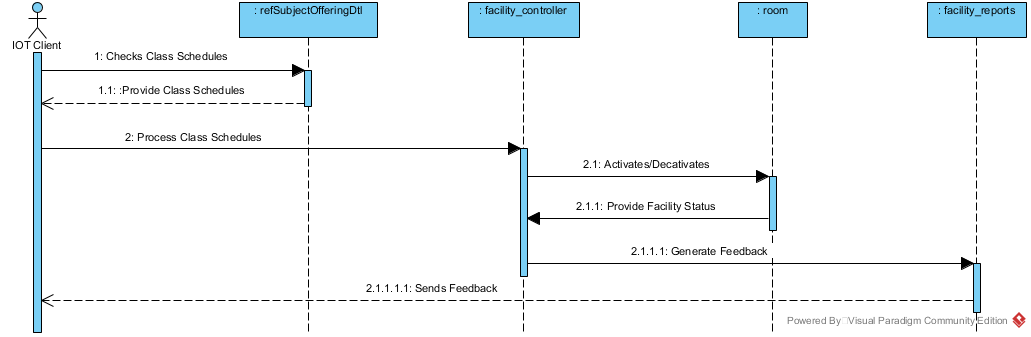 : refSubjectOfferingDtl
: facility_controller
: room
: facility_reports
IOT Client
1: Checks Class Schedules
1.1: :Provide Class Schedules
2: Process Class Schedules
2.1: Activates/Decativates
2.1.1: Provide Facility Status
2.1.1.1: Generate Feedback
2.1.1.1.1: Sends Feedback
Powered By Visual Paradigm Community Edition